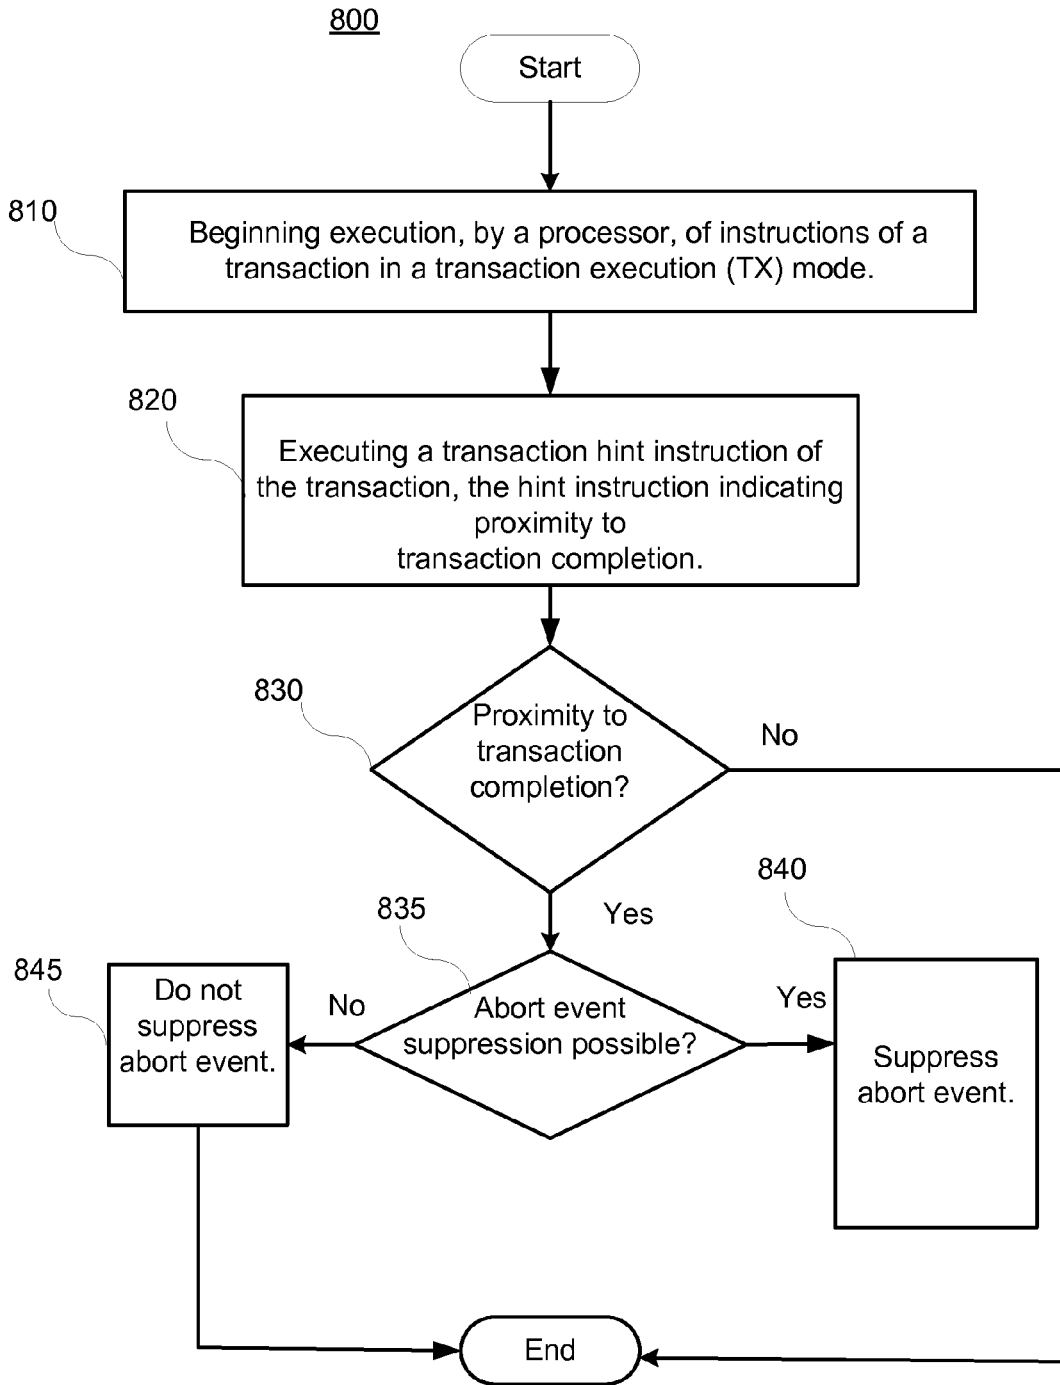 800
Start
810
Beginning execution, by a processor, of instructions of a
transaction in a transaction execution (TX) mode.
820
Executing a transaction hint instruction of
the transaction, the hint instruction indicating
proximity to
transaction completion.
830
Proximity to
transaction
completion?
No
Yes
835
840
845
Do not
suppress
abort event.
No
Abort event
suppression possible?
Yes
Suppress
abort event.
End